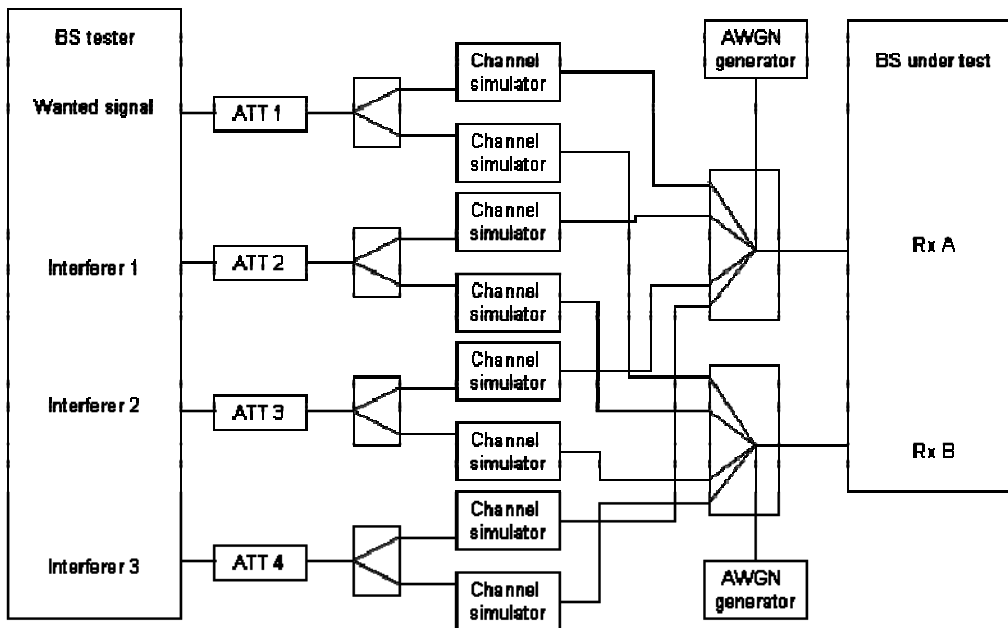 BS tester
Wanted signal
Interferer 1
Interferer 2
Interferer 3
ATT 1
ATT 2
ATT 3
ATT 4
Channel
simulator
Channel
simulator
Channel
simulator
Channel
simulator
Channel
simulator
Channel
simulator
Channel
simulator
Channel
simulator
AWGN
generator
AWGN
generator
BS under test
Rx A
Rx B